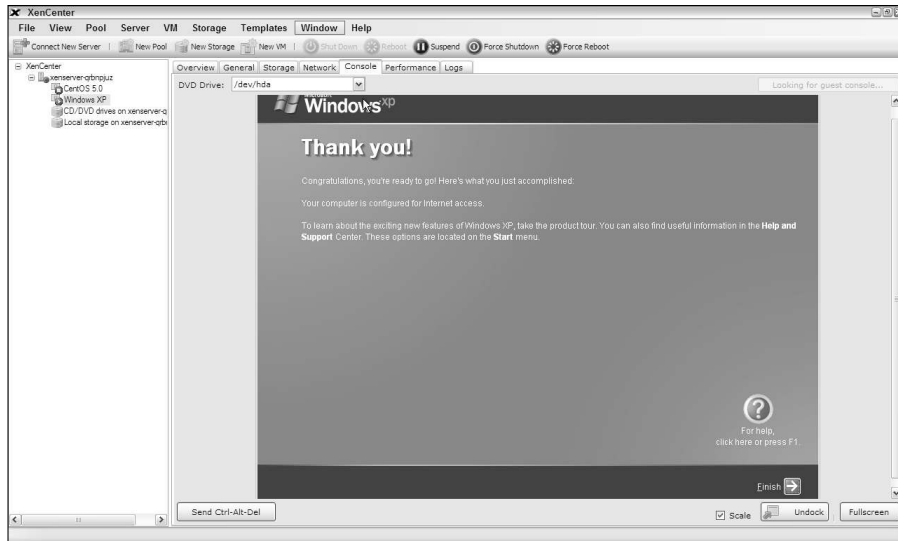 XenCenter
File View Pool Server VM Storage Templates Window Help
Connect New Server New Pool New Storage New VM Shut Down Reboot Suspend Force Shutdown Force Reboot
XenCenter
xenserver-qrbnpjuz
CentOS 5.0
Windows XP
CD/DVD drives on xenserver-q
Local storage on xenserver-qrb
Overview General Storage Network Console Performance Logs
DVD Drive: /dev/hda Looking for guest console...
Windows xp
Thank you!
Congratulations, you're ready to go! Here's what you just accomplished:
Your computer is configured for Internet access.
To learn about the exciting new features of Windows XP, take the product tour. You can also find useful information in the Help and
Support Center. These options are located on the Start menu.
For help,
click here or press F1.
Finish
Send Ctrl-Alt-Del Scale Undock Fullscreen